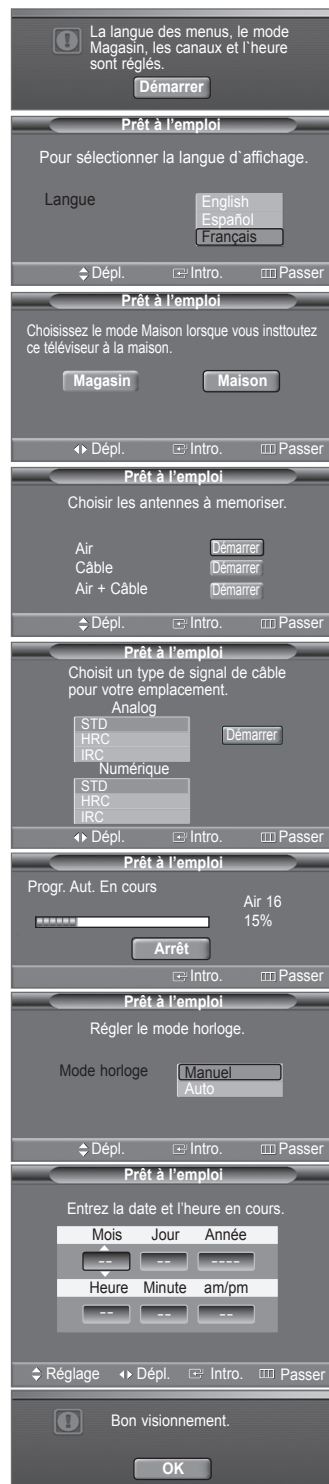 La langue des menus, le mode
Magasin, les canaux et l`heure
sont réglés.
Démarrer
Prêt à l'emploi
Pour sélectionner la langue d`affichage.
Langue
English
Español
Français
Dépl. Intro. Passer
Prêt à l'emploi
Choisissez le mode Maison lorsque vous insttoutez
ce téléviseur à la maison.
Magasin Maison
Dépl. Intro. Passer
Prêt à l'emploi
Choisir les antennes à memoriser.
Air Démarrer
Câble Démarrer
Air + Câble Démarrer
Dépl. Intro. Passer
Prêt à l'emploi
Choisit un type de signal de câble
pour votre emplacement.
Analog
STD
HRC Démarrer
IRC
Numérique
STD
HRC
IRC
Dépl. Intro. Passer
Prêt à l'emploi
Progr. Aut. En cours
Air 16
15%
Arrêt
Intro. Passer
Prêt à l'emploi
Régler le mode horloge.
Mode horloge Manuel
Auto
Dépl. Intro. Passer
Prêt à l'emploi
Entrez la date et l'heure en cours.
Mois Jour Année
-- -- ----
Heure Minute am/pm
-- -- --
Réglage Dépl. Intro. Passer
Bon visionnement.
OK